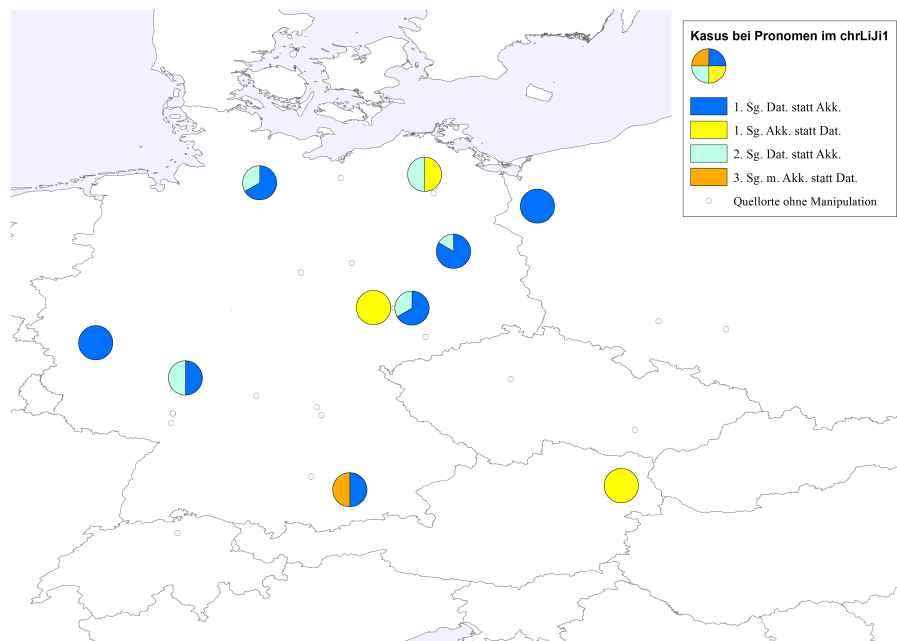 Kasus bei Pronomen im chrLiJi1
1. Sg. Dat. statt Akk.
1. Sg. Akk. statt Dat.
2. Sg. Dat. statt Akk.
3. Sg. m. Akk. statt Dat.
Quellorte ohne Manipulation